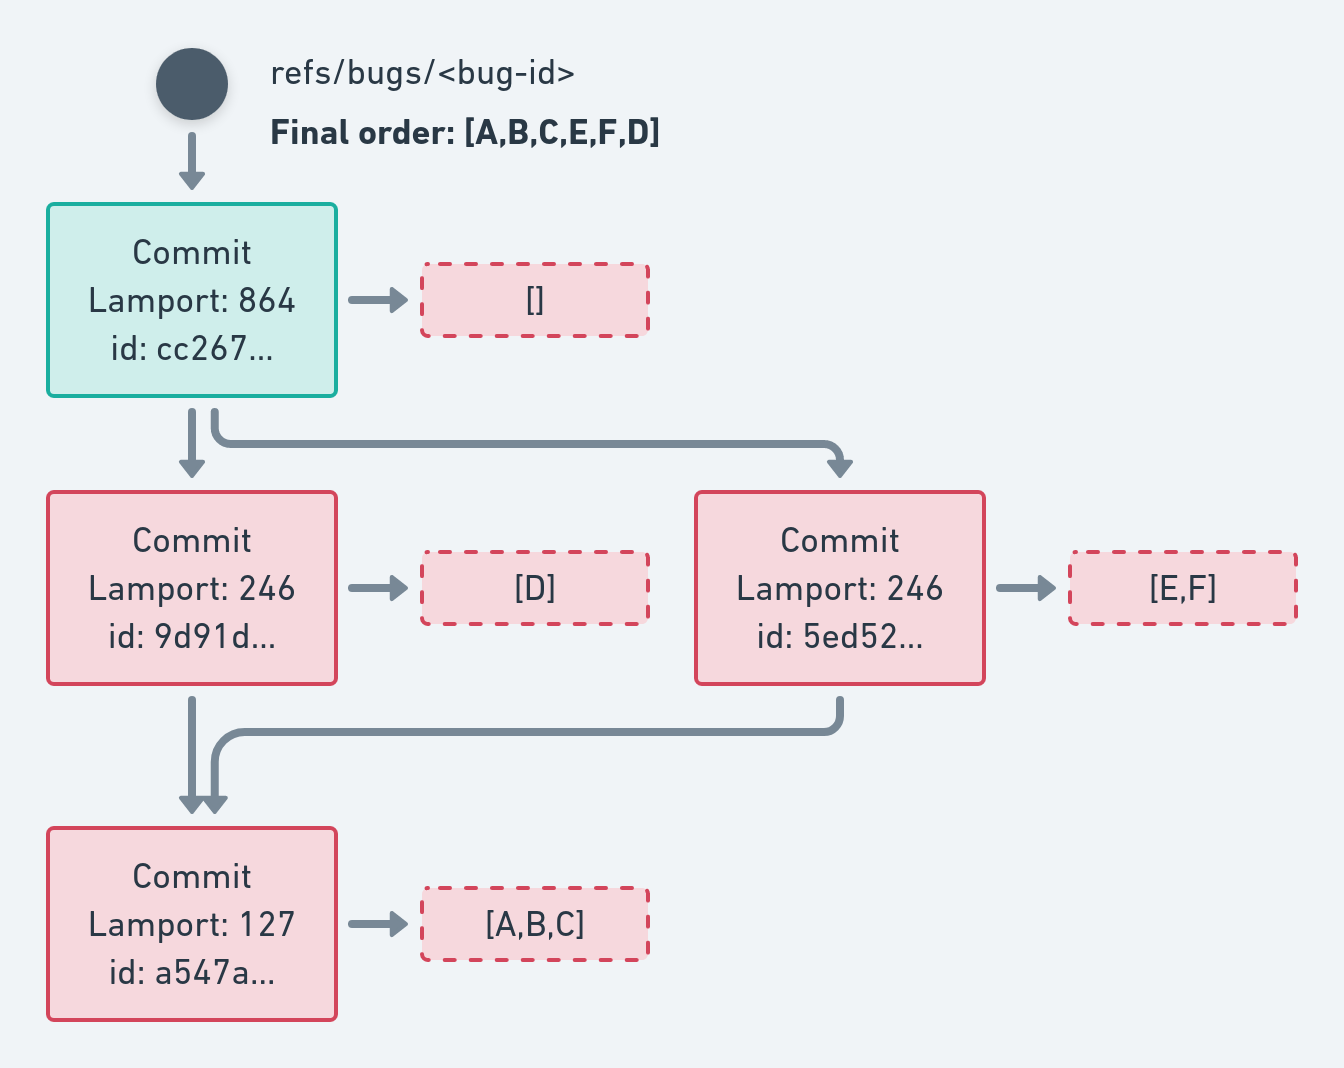 refs/bugs/<bug-id>
Final order: [A,B,C,E,F,D]
Commit
Lamport: 864
id: cc267...
[]
Commit
Lamport: 246
id: 9d91d...
[D]
Commit
Lamport: 246
id: 5ed52...
[E,F]
Commit
Lamport: 127
id: a547a...
[A,B,C]